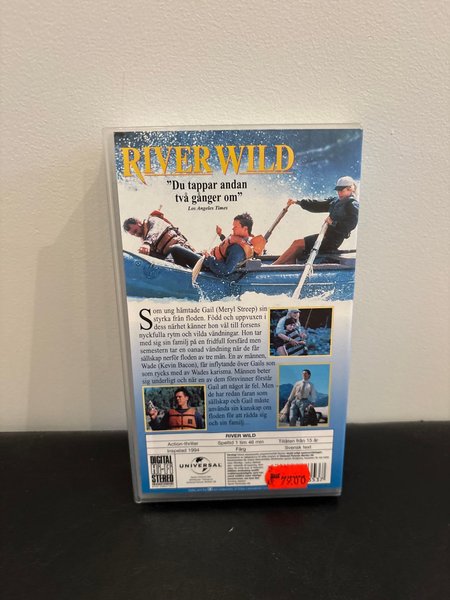 RIVER WILD
"Du tappar andan
två gånger om"
Los Angeles Times
Som ung hämtade Gail (Meryl Streep) sin
styrka från floden. Född och uppvuxen i
dess närhet känner hon väl till forsens
nyckfulla rytm och vilda vändningar. Hon tar
med sig sin familj på en fridfull forsfärd men
semestern tar en oanad vändning när de får
sällskap nerför floden av tre män. En av männen,
Wade (Kevin Bacon), får inflytande över Gails son
som rycks med av Wades karisma. Männen beter
sig underligt och när en av dem försvinner förstår
Gail att något är fel. Men
de har redan faran som
sällskap och Gail måste
använda sin kunskap om
floden för att rädda sig
och sin familj...
RIVER WILD
Action-thriller
Speltid 1 tim 48 min
Tillåten från 15 år
Inspelad 1994
Färg
Svensk text
DIGITAL
HI-FI
STEREO
UNIVERSAL